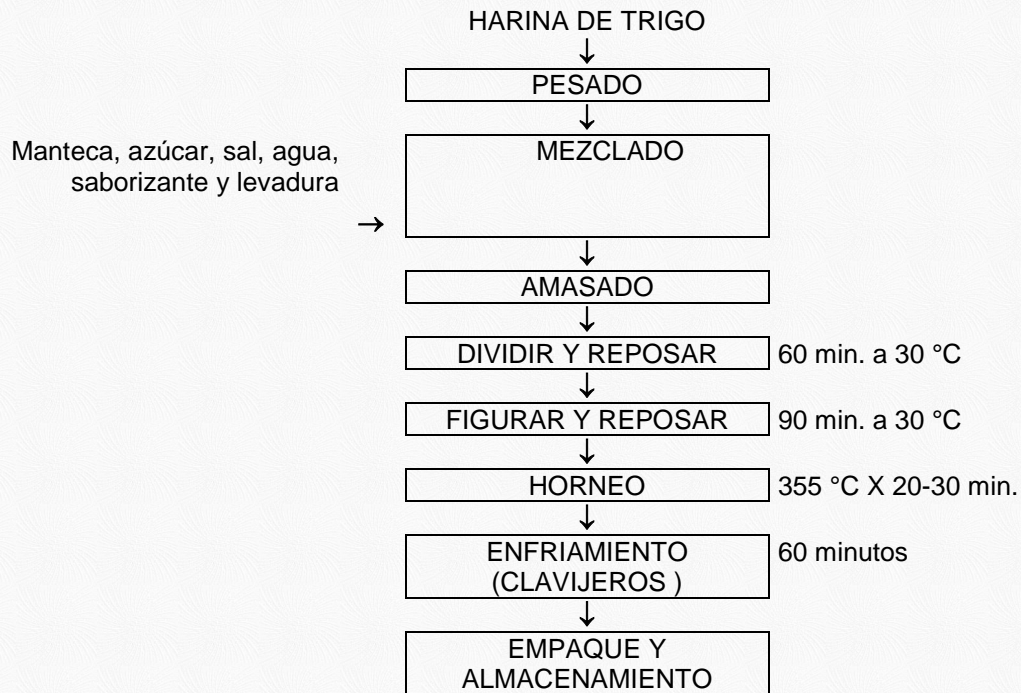 HARINA DE TRIGO
↓
PESADO
↓
Manteca, azúcar, sal, agua,
saborizante y levadura
→
MEZCLADO
↓
AMASADO
↓
DIVIDIR Y REPOSAR
60 min. a 30 °C
↓
FIGURAR Y REPOSAR
90 min. a 30 °C
↓
HORNEO
355 °C X 20-30 min.
↓
ENFRIAMIENTO
(CLAVIJEROS )
60 minutos
↓
EMPAQUE Y
ALMACENAMIENTO